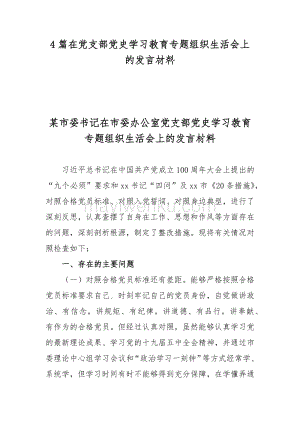 4 篇在党支部党史学习教育专题组织生活会上
的发言材料
某市委书记在市委办公室党支部党史学习教育
专题组织生活会上的发言材料
习近平总书记在中国共产党成立 100 周年大会上提出的
“九个必须”要求和 xx 书记“四问”及 xx 市《20 条措施》，
对照合格党员标准、对照入党誓词、对照身边典型，进行了
深刻反思，认真查摆了自身在工作、思想和作风等方面存在
的问题，深刻剖析根源，制定了整改措施。现将有关情况对
照检查如下：
一、存在的主要问题
（一）对照合格党员标准还有差距。能够严格按照合格
党员标准要求自己，时刻牢记自己的党员身份，自觉做讲政
治、有信念，讲规矩、有纪律，讲道德、有品行，讲奉献、
有作为的合格党员，但经过认真对照，虽然能够认真学习党
的最新理论成果、学习党的十九届五中全会精神，并通过市
委理论中心组学习会议和“政治学习一刻钟”等方式经常学、
系统学，但学习时间有时不能够得到充分保障，在学懂弄通